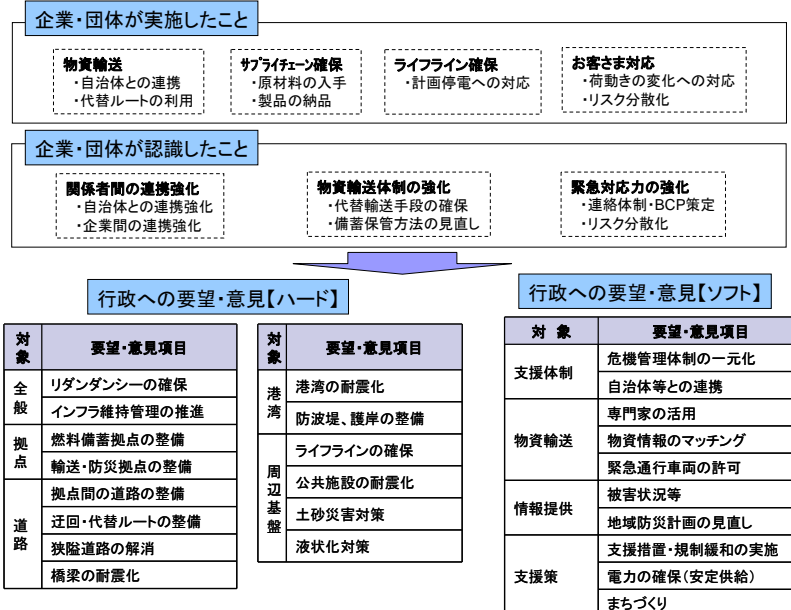 企業・団体が実施したこと
物資輸送
・自治体との連携
・代替ルートの利用
サプライチェーン確保
・原材料の入手
・製品の納品
ライフライン確保
・計画停電への対応
お客さま対応
・荷動きの変化への対応
・リスク分散化
企業・団体が認識したこと
関係者間の連携強化
・自治体との連携強化
・企業間の連携強化
物資輸送体制の強化
・代替輸送手段の確保
・備蓄保管方法の見直し
緊急対応力の強化
・連絡体制・BCP策定
・リスク分散化
行政への要望・意見【ハード】
対象 要望・意見項目
全般
リダンダンシーの確保
インフラ維持管理の推進
拠点
燃料備蓄拠点の整備
輸送・防災拠点の整備
道路
拠点間の道路の整備
迂回・代替ルートの整備
狭隘道路の解消
橋梁の耐震化
対象 要望・意見項目
港湾
港湾の耐震化
防波堤、護岸の整備
周辺基盤
ライフラインの確保
公共施設の耐震化
土砂災害対策
液状化対策
行政への要望・意見【ソフト】
対 象 要望・意見項目
支援体制
危機管理体制の一元化
自治体等との連携
物資輸送
専門家の活用
物資情報のマッチング
緊急通行車両の許可
情報提供
被害状況等
地域防災計画の見直し
支援策
支援措置・規制緩和の実施
電力の確保(安定供給)
まちづくり